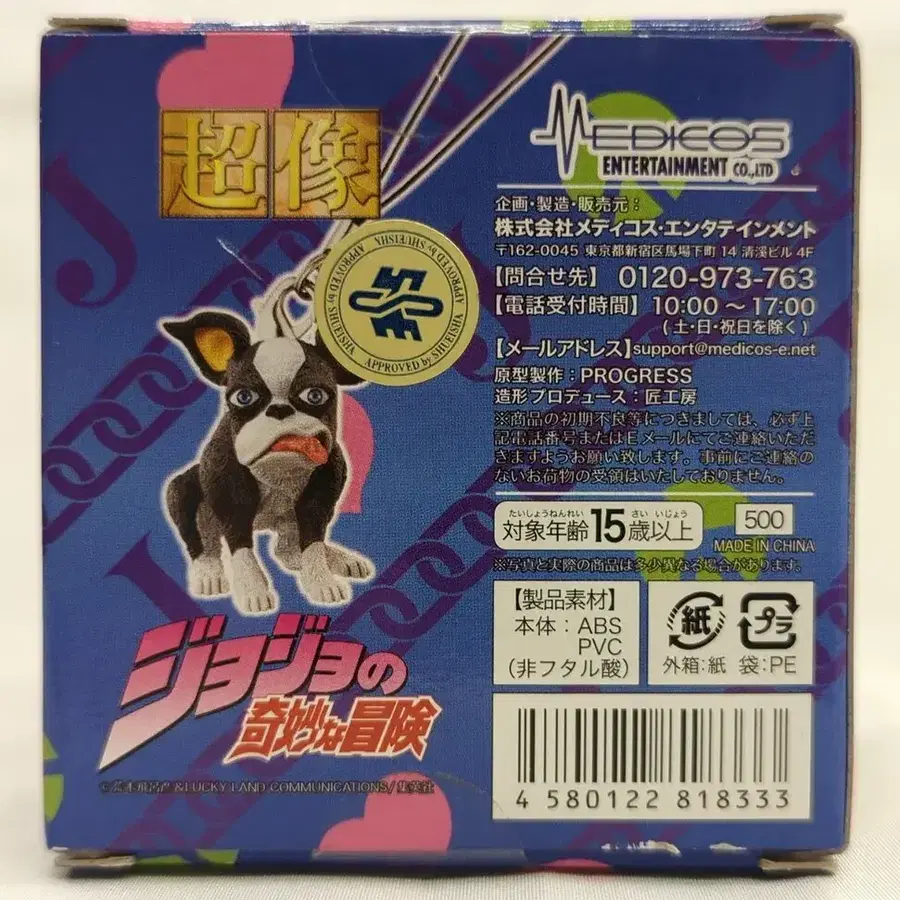 超像
APPROVED by SHUEISHA
APPROVED by SHUEISHA
APPROVED by SHUEISHA
ジョジョの
奇妙な冒険
©荒木飛呂彦&LUCKY LAND COMMUNICATIONS/集英社
MEDICOS
ENTERTAINMENT CO.,LTD
企画・製造・販売元：
株式会社メディコス・エンタテインメント
〒162-0045 東京都新宿区馬場下町 14 清溪ビル 4F
【問合せ先】 0120-973-763
【電話受付時間】 10:00 〜17:00
(土・日・祝日を除く)
【メールアドレス】support@medicos-e.net
原型製作：PROGRESS
造形プロデュース：匠工房
※商品の初期不良等につきましては、必ず上
記電話番号またはEメールにてご連絡いただ
きますようお願い致します。事前にご連絡の
ないお荷物の受領はいたしておりません。
たいしょうねんれい さい いじょう
対象年齢15歳以上
500
MADE IN CHINA
※写真と実際の商品は多少異なる場合があります。
【製品素材】
本体：ABS
PVC
(非フタル酸)
紙
外箱：紙
プラ
袋：PE
4 580122 818333